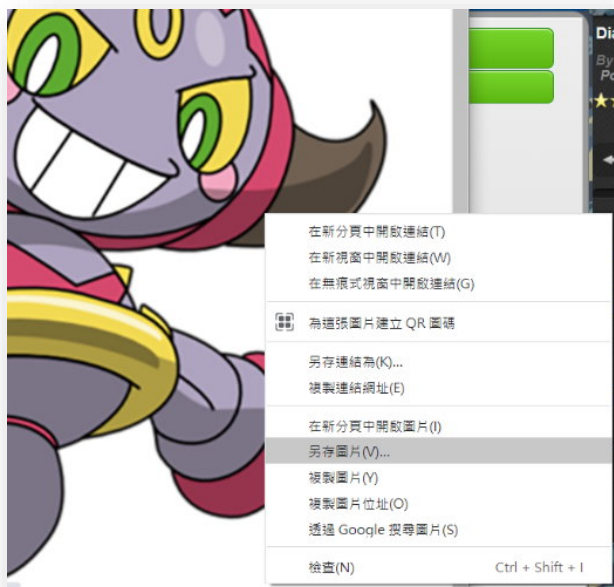 Dia
By
Po
在新分頁中開啟連結(T)
在新視窗中開啟連結(W)
在無痕式視窗中開啟連結(G)
為這張圖片建立 QR 圖碼
另存連結為(K)...
複製連結網址(E)
在新分頁中開啟圖片(I)
另存圖片(V)...
複製圖片(Y)
複製圖片位址(O)
透過 Google 搜尋圖片(S)
檢查(N) Ctrl + Shift + I